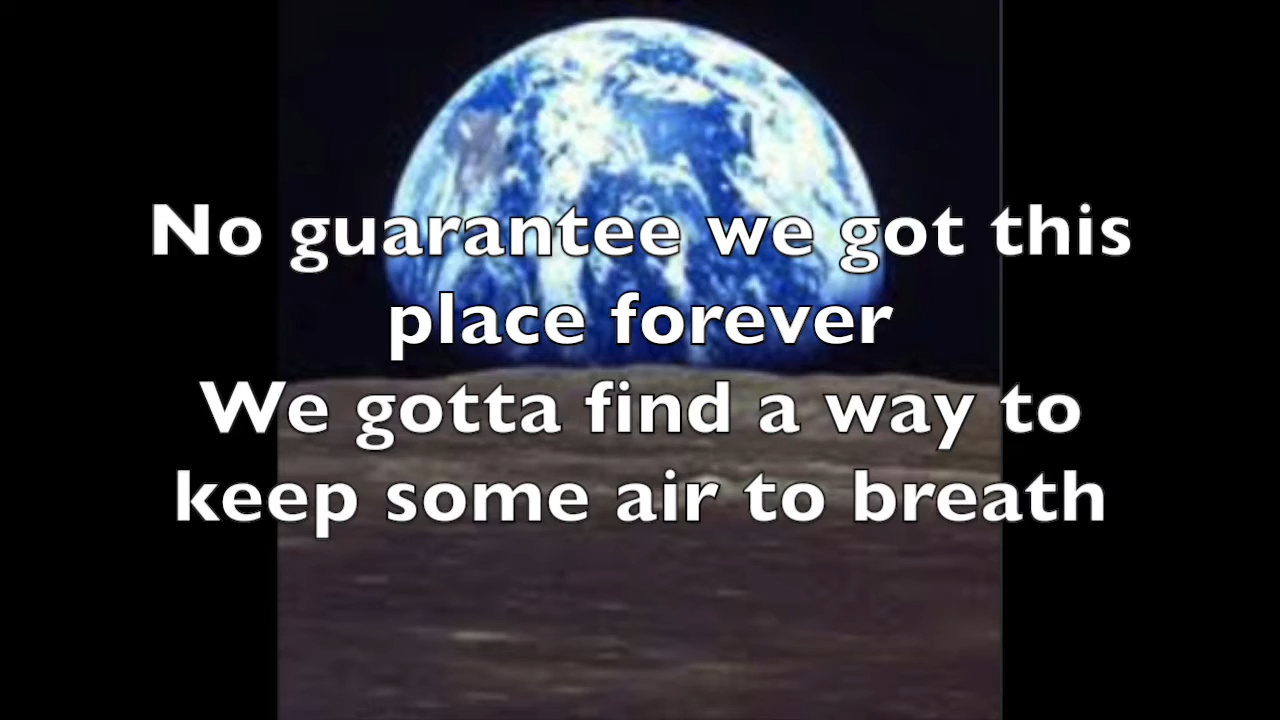 No guarantee we got this
place forever
We gotta find a way to
keep some air to breath